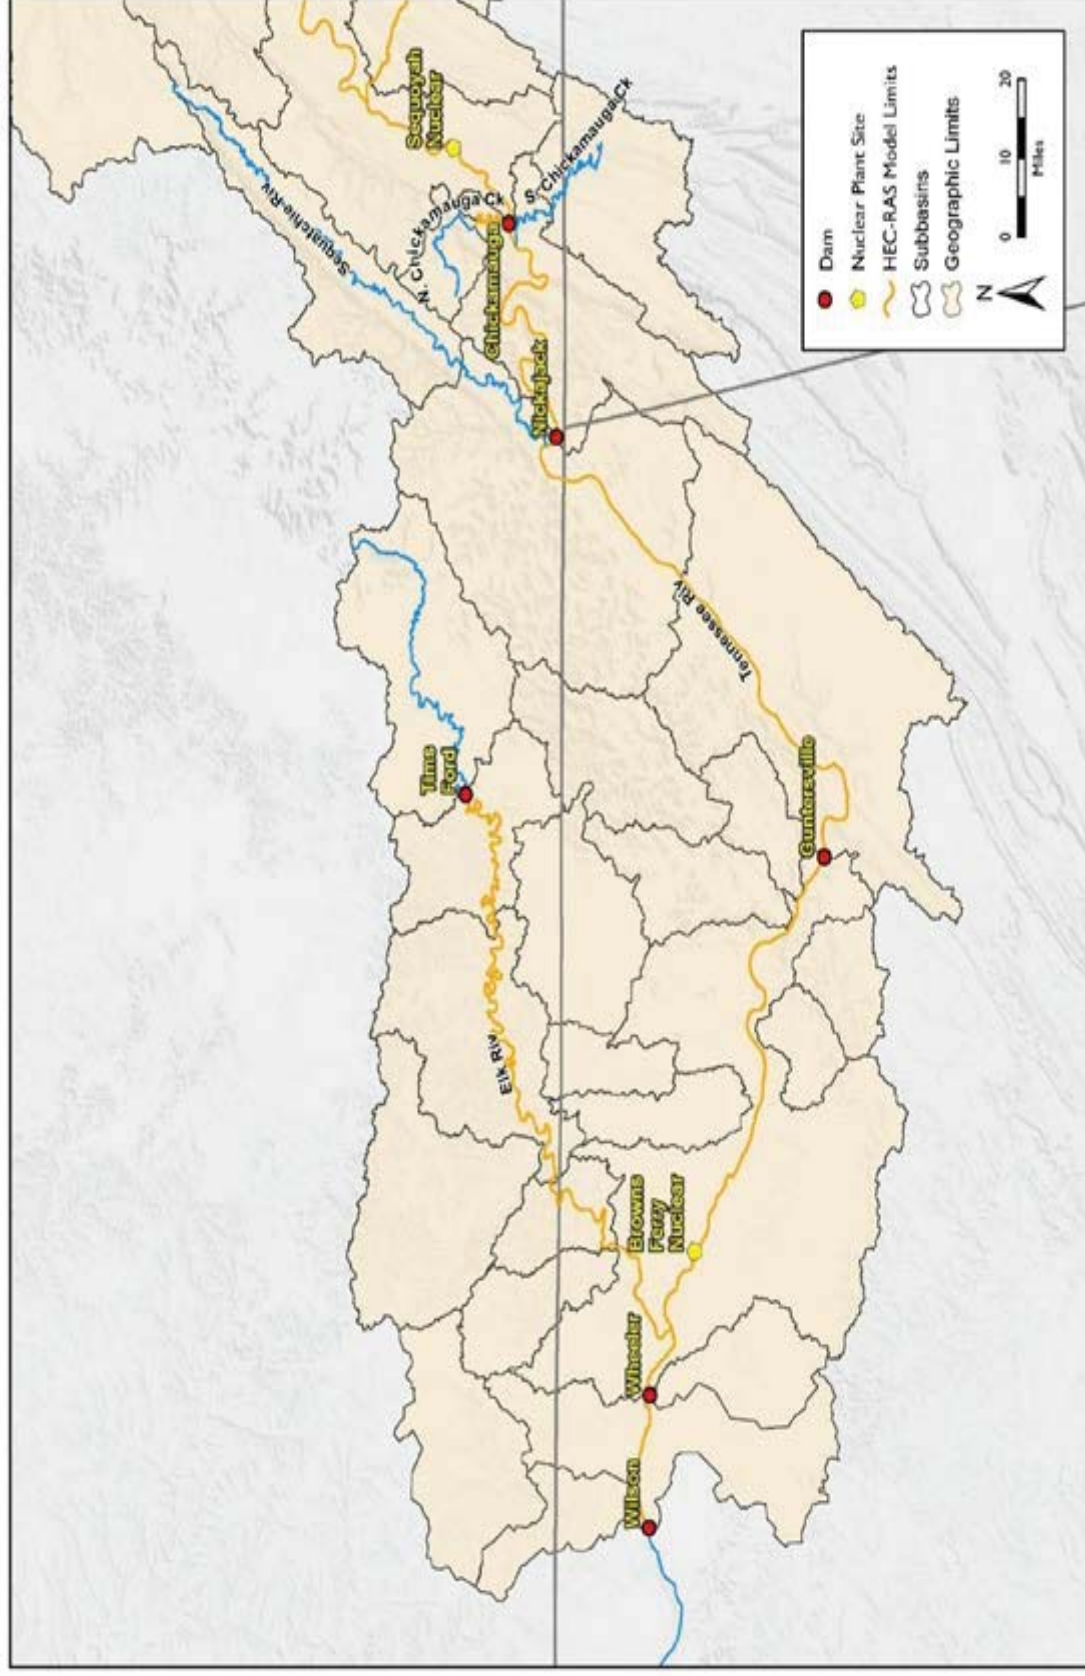 Sequoyah
Nuclear
Sequatchie Riv
N. Chickamauga Ck
S. Chickamauga Ck
Chickamauga
Nickajack
Tims
Ford
Tennessee Riv
Guntersville
Elk Riv
Browns
Ferry
Nuclear
Wheeler
Wilson
Dam
Nuclear Plant Site
HEC-RAS Model Limits
Subbasins
Geographic Limits
N
0 10 20
Miles